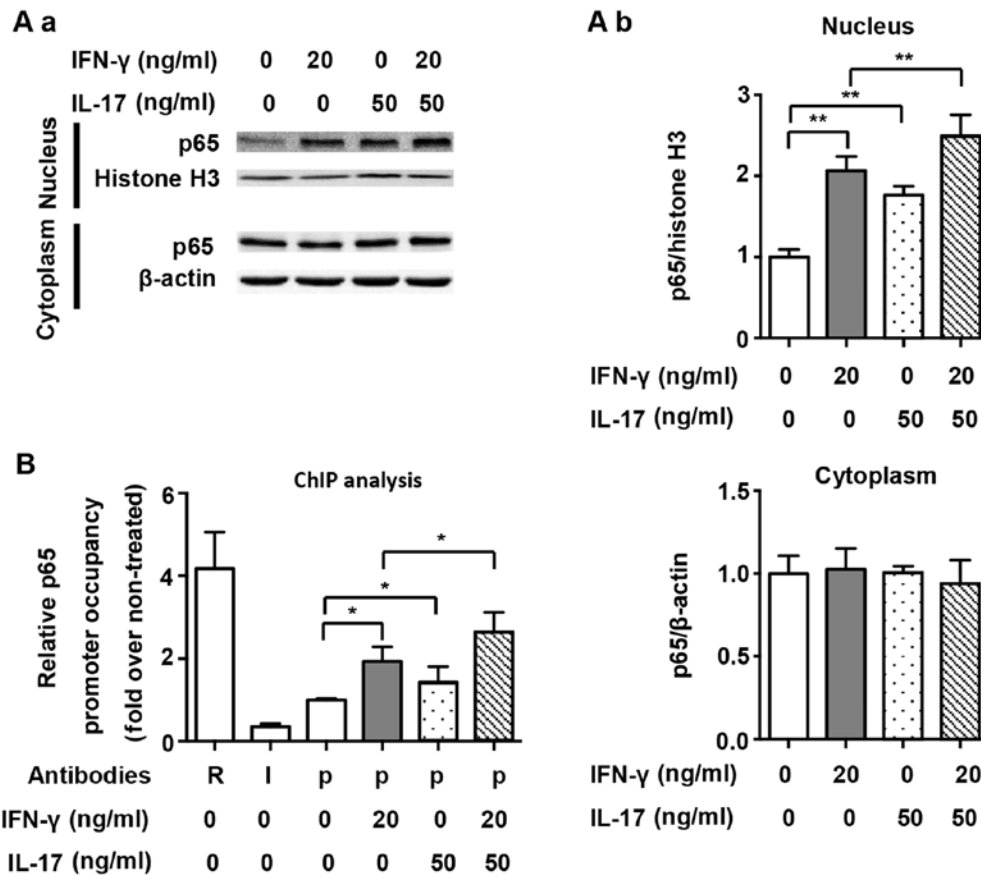 A a
IFN-γ (ng/ml) 0 20 0 20
IL-17 (ng/ml) 0 0 50 50
Nucleus
p65
Histone H3
Cytoplasm
p65
β-actin
A b
Nucleus
**
**
**
p65/histone H3
3
2
1
0
IFN-γ (ng/ml) 0 20 0 20
IL-17 (ng/ml) 0 0 50 50
B
ChIP analysis
Relative p65
promoter occupancy
(fold over non-treated)
6
4
2
0
*
*
*
Antibodies R I p p p p
IFN-γ (ng/ml) 0 0 0 20 0 20
IL-17 (ng/ml) 0 0 0 0 50 50
Cytoplasm
p65/β-actin
1.5
1.0
0.5
0.0
IFN-γ (ng/ml) 0 20 0 20
IL-17 (ng/ml) 0 0 50 50